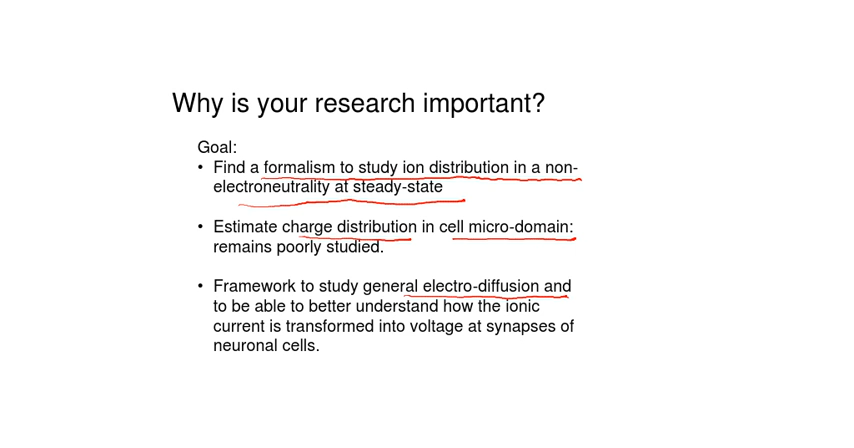 Why is your research important?
Goal:
• Find a formalism to study ion distribution in a non-
electroneutrality at steady-state
• Estimate charge distribution in cell micro-domain:
remains poorly studied.
• Framework to study general electro-diffusion and
to be able to better understand how the ionic
current is transformed into voltage at synapses of
neuronal cells.